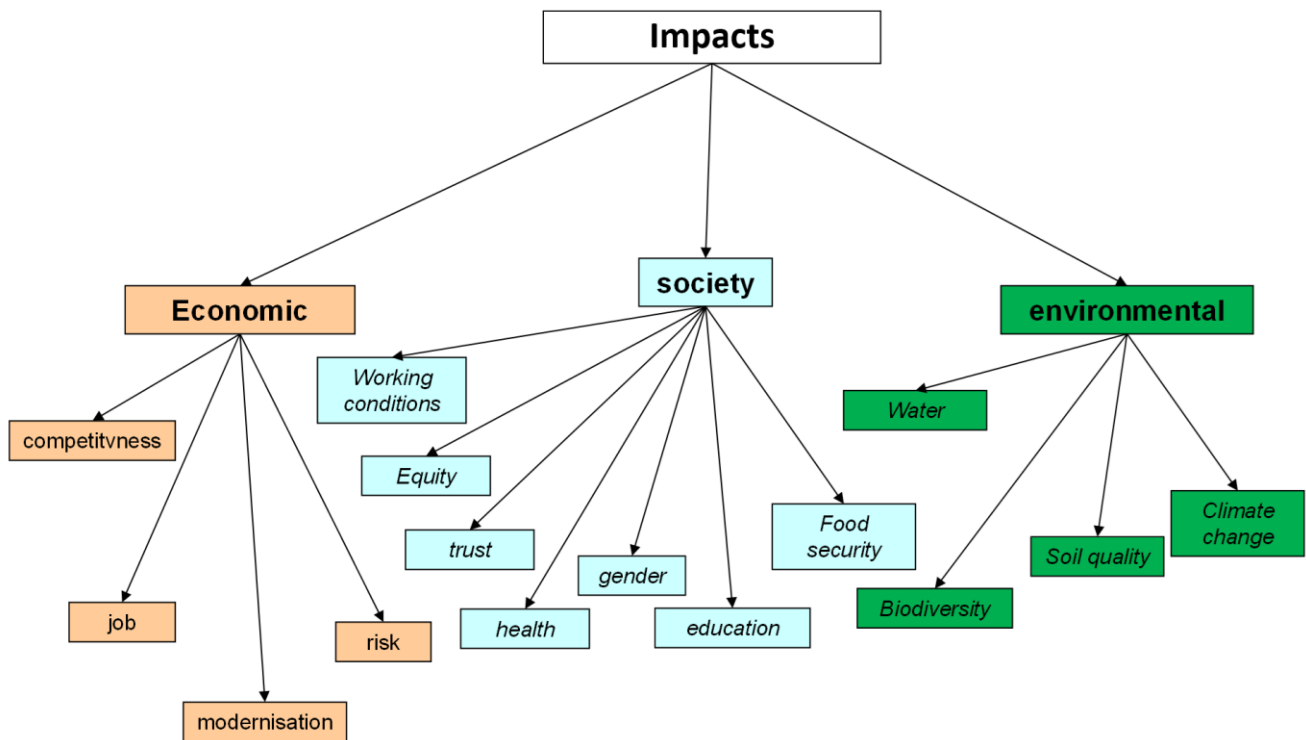 Impacts
Economic
society
environmental
competitvness
job
modernisation
risk
Working
conditions
Equity
trust
health
gender
education
Food
security
Water
Biodiversity
Soil quality
Climate
change